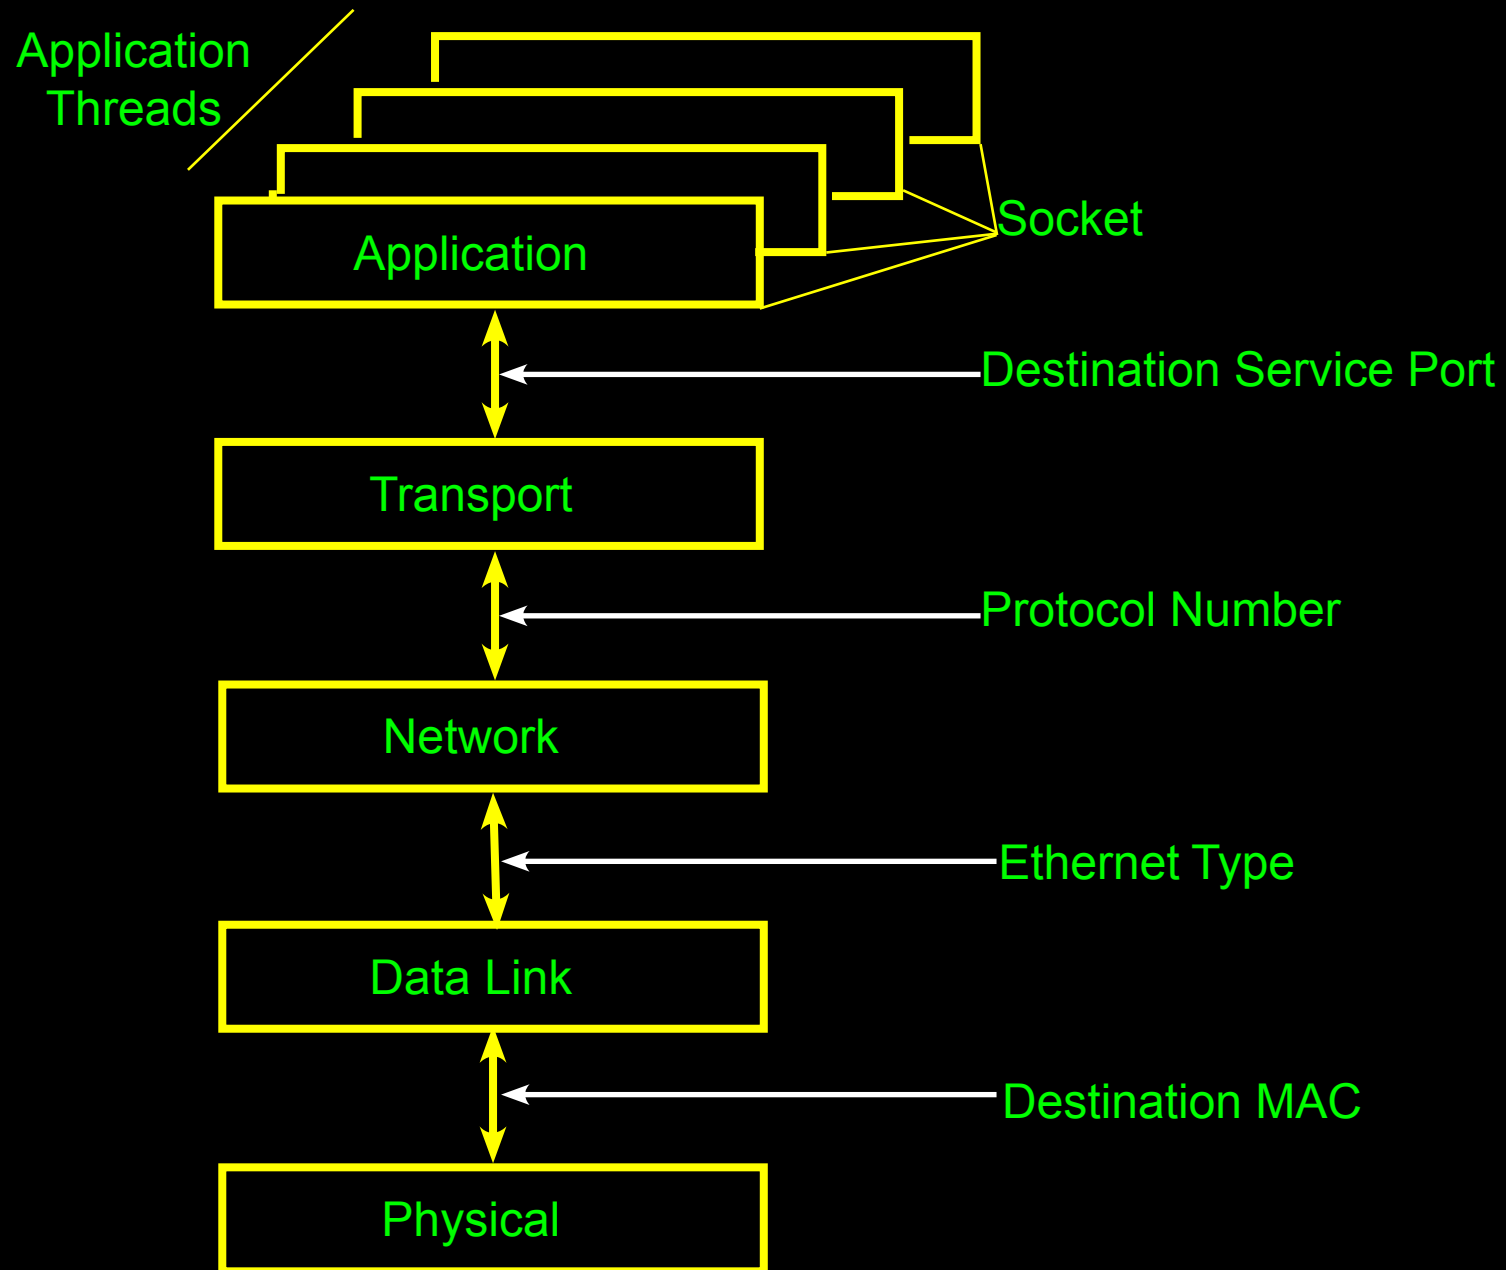 Application
Threads
Socket
Application
Destination Service Port
Transport
Protocol Number
Network
Ethernet Type
Data Link
Destination MAC
Physical